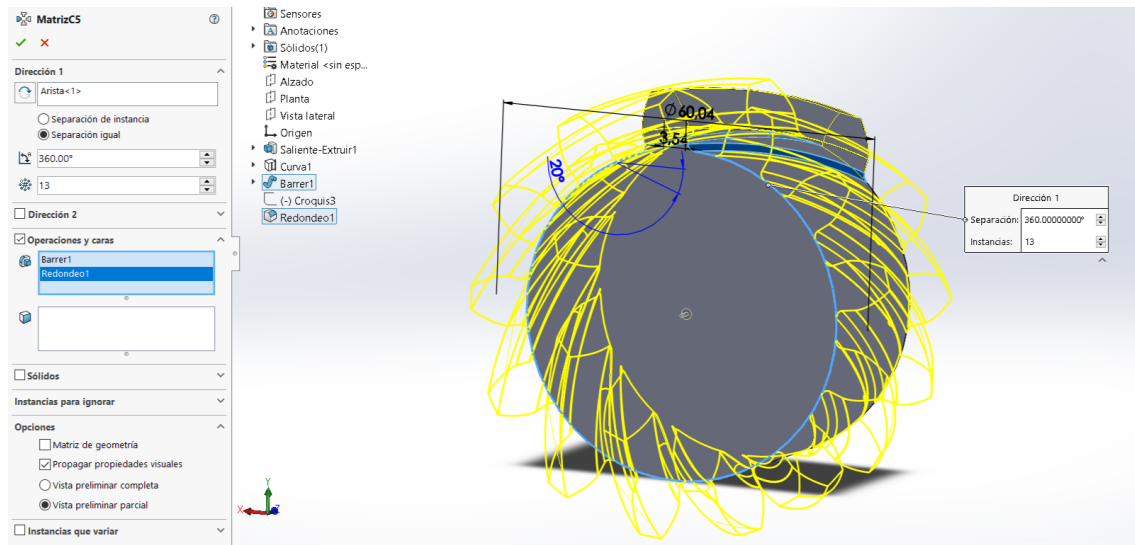 MatrizC5
Dirección 1
Arista<1>
Separación de instancia
Separación igual
360.00°
13
Dirección 2
Operaciones y caras
Barrer1
Redondeo1
Sólidos
Instancias para ignorar
Opciones
Matriz de geometría
Propagar propiedades visuales
Vista preliminar completa
Vista preliminar parcial
Instancias que variar
Sensores
Anotaciones
Sólidos(1)
Material <sin esp...
Alzado
Planta
Vista lateral
Origen
Saliente-Extruir1
Curva1
Barrer1
(-) Croquis3
Redondeo1
Ø60,04
3,54
20°
Dirección 1
Separación: 360.00000000°
Instancias: 13
Y
X
Z